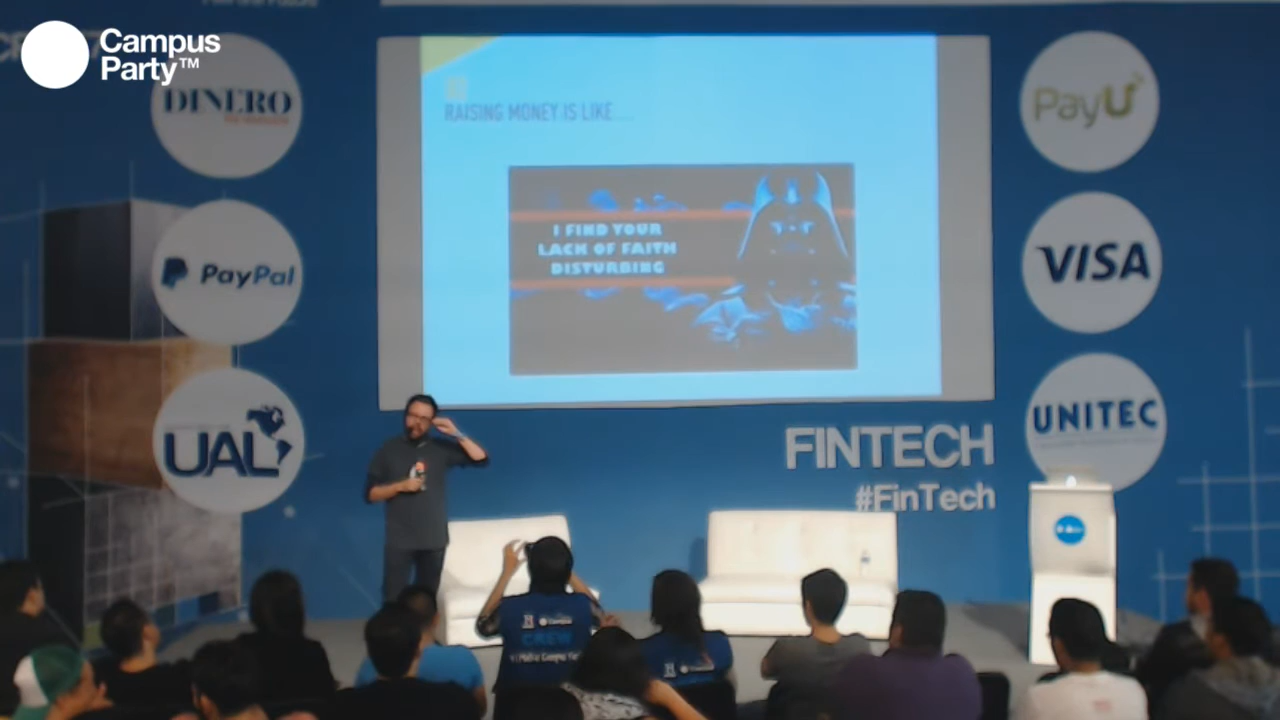 Campus
Party™
DINERO
PayPal
UAL
RAISING MONEY IS LIKE...
I FIND YOUR
LACK OF FAITH
DISTURBING
PayU
VISA
UNITEC
FINTECH
#FinTech
CREW